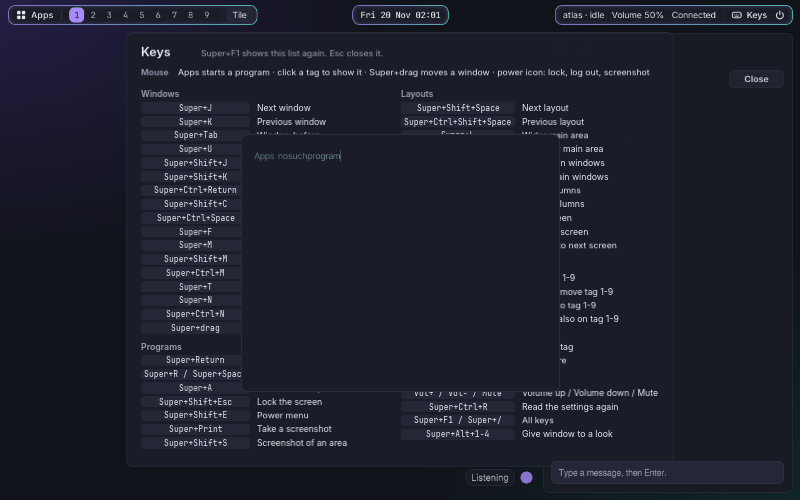 Apps 1 2 3 4 5 6 7 8 9 Tile
Fri 20 Nov 02:01
atlas · idle Volume 50% Connected Keys
Keys Super+F1 shows this list again. Esc closes it.
Mouse Apps starts a program · click a tag to show it · Super+drag moves a window · power icon: lock, log out, screenshot
Close
Windows
Super+J Next window
Super+K Previous window
Super+Tab
Super+U
Super+Shift+J
Super+Shift+K
Super+Ctrl+Return
Super+Shift+C
Super+Ctrl+Space
Super+F
Super+M
Super+Shift+M
Super+Ctrl+M
Super+T
Super+N
Super+Ctrl+N
Super+drag
Programs
Super+Return
Super+R / Super+Spac
Super+A
Super+Shift+Esc Lock the screen
Super+Shift+E Power menu
Super+Print Take a screenshot
Super+Shift+S Screenshot of an area
Layouts
Super+Shift+Space Next layout
Super+Ctrl+Shift+Space Previous layout
main area
main area
windows
windows
screen
to next screen
1-9
move tag 1-9
to tag 1-9
also on tag 1-9
tag
Volume up / Volume down / Mute
Super+Ctrl+R Read the settings again
Super+F1 / Super+/ All keys
Super+Alt+1-4 Give window to a look
Apps nosuchprogram
Listening
Type a message, then Enter.